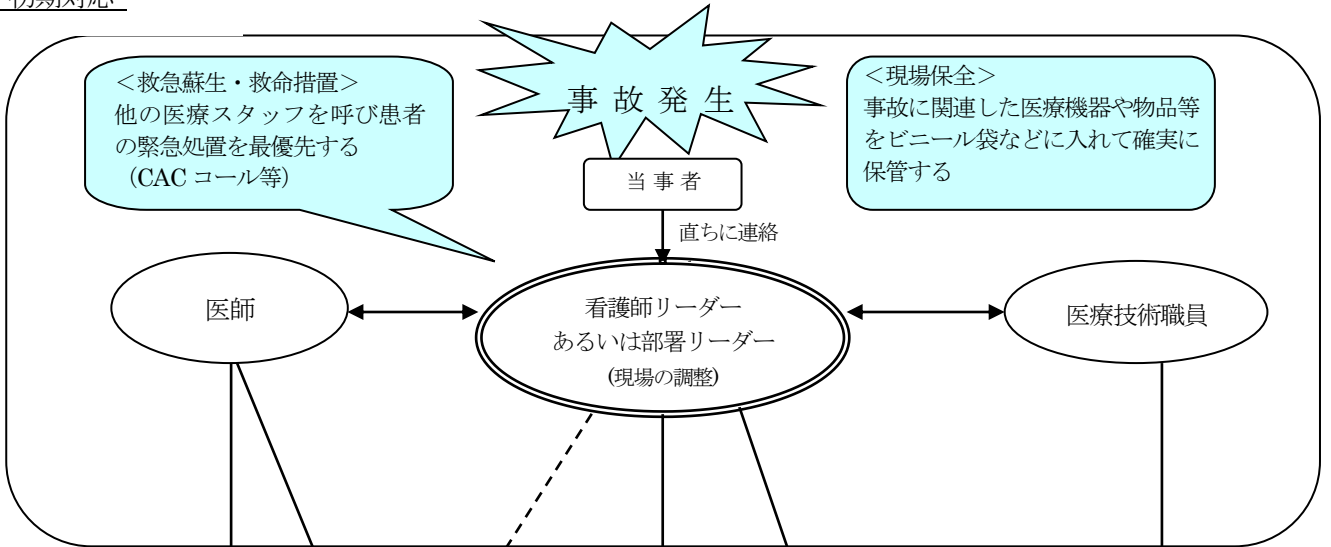 初期対応
事故発生
＜救急蘇生・救命措置＞
他の医療スタッフを呼び患者
の緊急処置を最優先する
（CAC コール等）
＜現場保全＞
事故に関連した医療機器や物品等
をビニール袋などに入れて確実に
保管する
当事者
直ちに連絡
医師
看護師リーダー
あるいは部署リーダー
(現場の調整)
医療技術職員